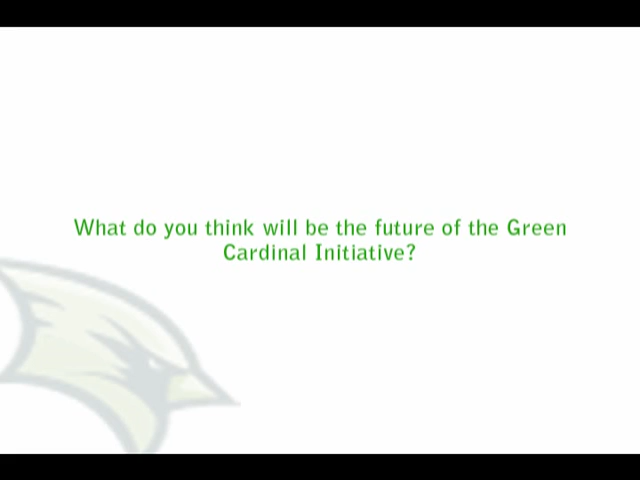 What do you think will be the future of the Green
Cardinal Initiative?